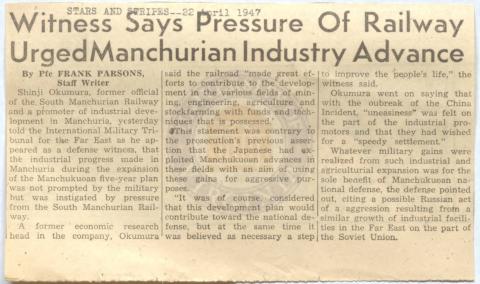 STARS AND STRIPES--22 April 1947
Witness Says Pressure Of Railway
Urged Manchurian Industry Advance
By Pfc FRANK PARSONS,
Staff Writer
Shinji Okumura, former official
of the South Manchurian Railway
and a promoter of industrial deve-
lopment in Manchuria, yesterday
told the International Military Tri-
bunal for the Far East as he ap-
peared as a defense witness, that
the industrial progress made in
Manchuria during the expansion
of the Manchukuoan five-year plan
was not prompted by the military
but was instigated by pressure
from the South Manchurian Rail-
way.
A former economic research
head in the company, Okumura
said the railroad "made great ef-
forts to contribute to the develop-
ment in the various fields of min-
ing, engineering, agriculture and
stockfarming with funds and tech-
niques that is possessed.'
This statement was contrary to
the prosecution's previous asser-
tion that the Japanese had ex-
ploited Manchukuoan advances in
these fields with an aim of using
these gains for aggressive pur-
poses.
"It was of course, considered
that this development plan would
contribute toward the national de-
fense, but at the same time it
was believed as necessary a step
to improve the people's life," the
witness said.
Okumura went on saying that
with the outbreak of the China
Incident, "uneasiness" was felt on
the part of the industrial pro-
motors and that they had wished
for a "speedy settlement."
Whatever military gains were
realized from such industrial and
agricultural expansion was for the
sole benefit of Manchukuoan na-
tional defense, the defense pointed
out, citing a possible Russian act
of a aggression resulting from a
similar growth of industrial facili-
ties in the Far East on the part of
the Soviet Union.